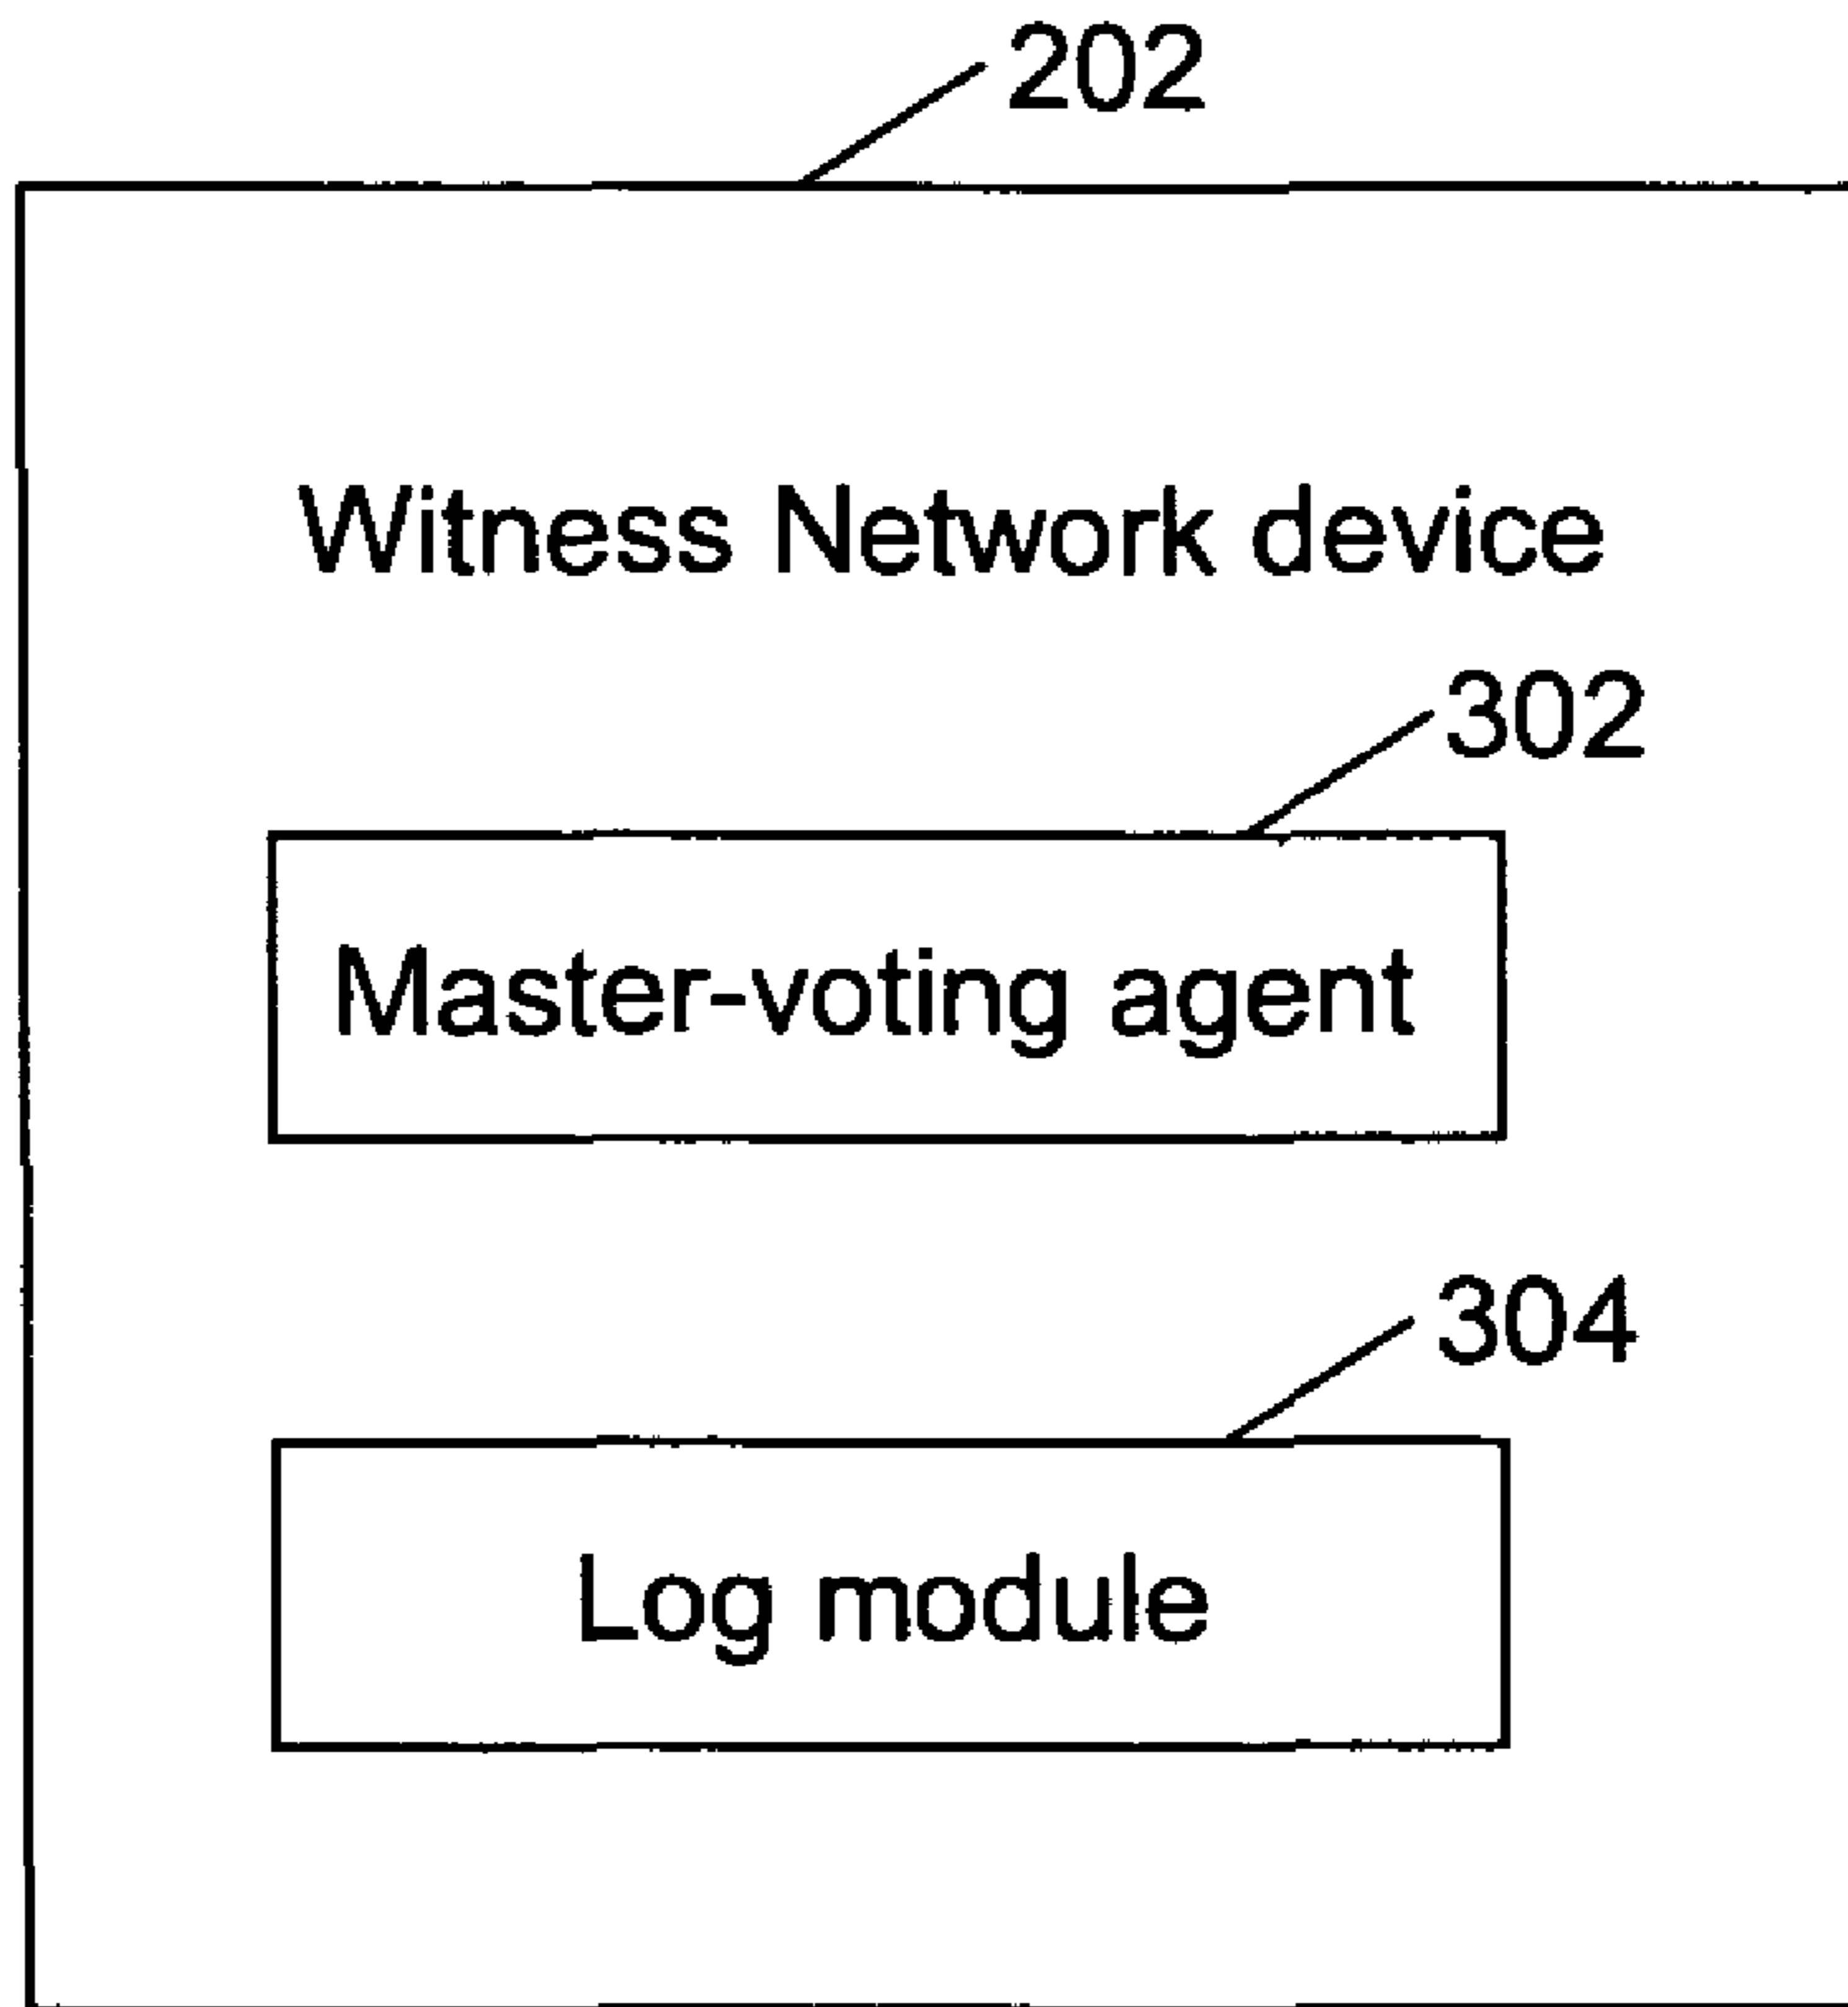 202
Witness Network device
302
Master-voting agent
304
Log module